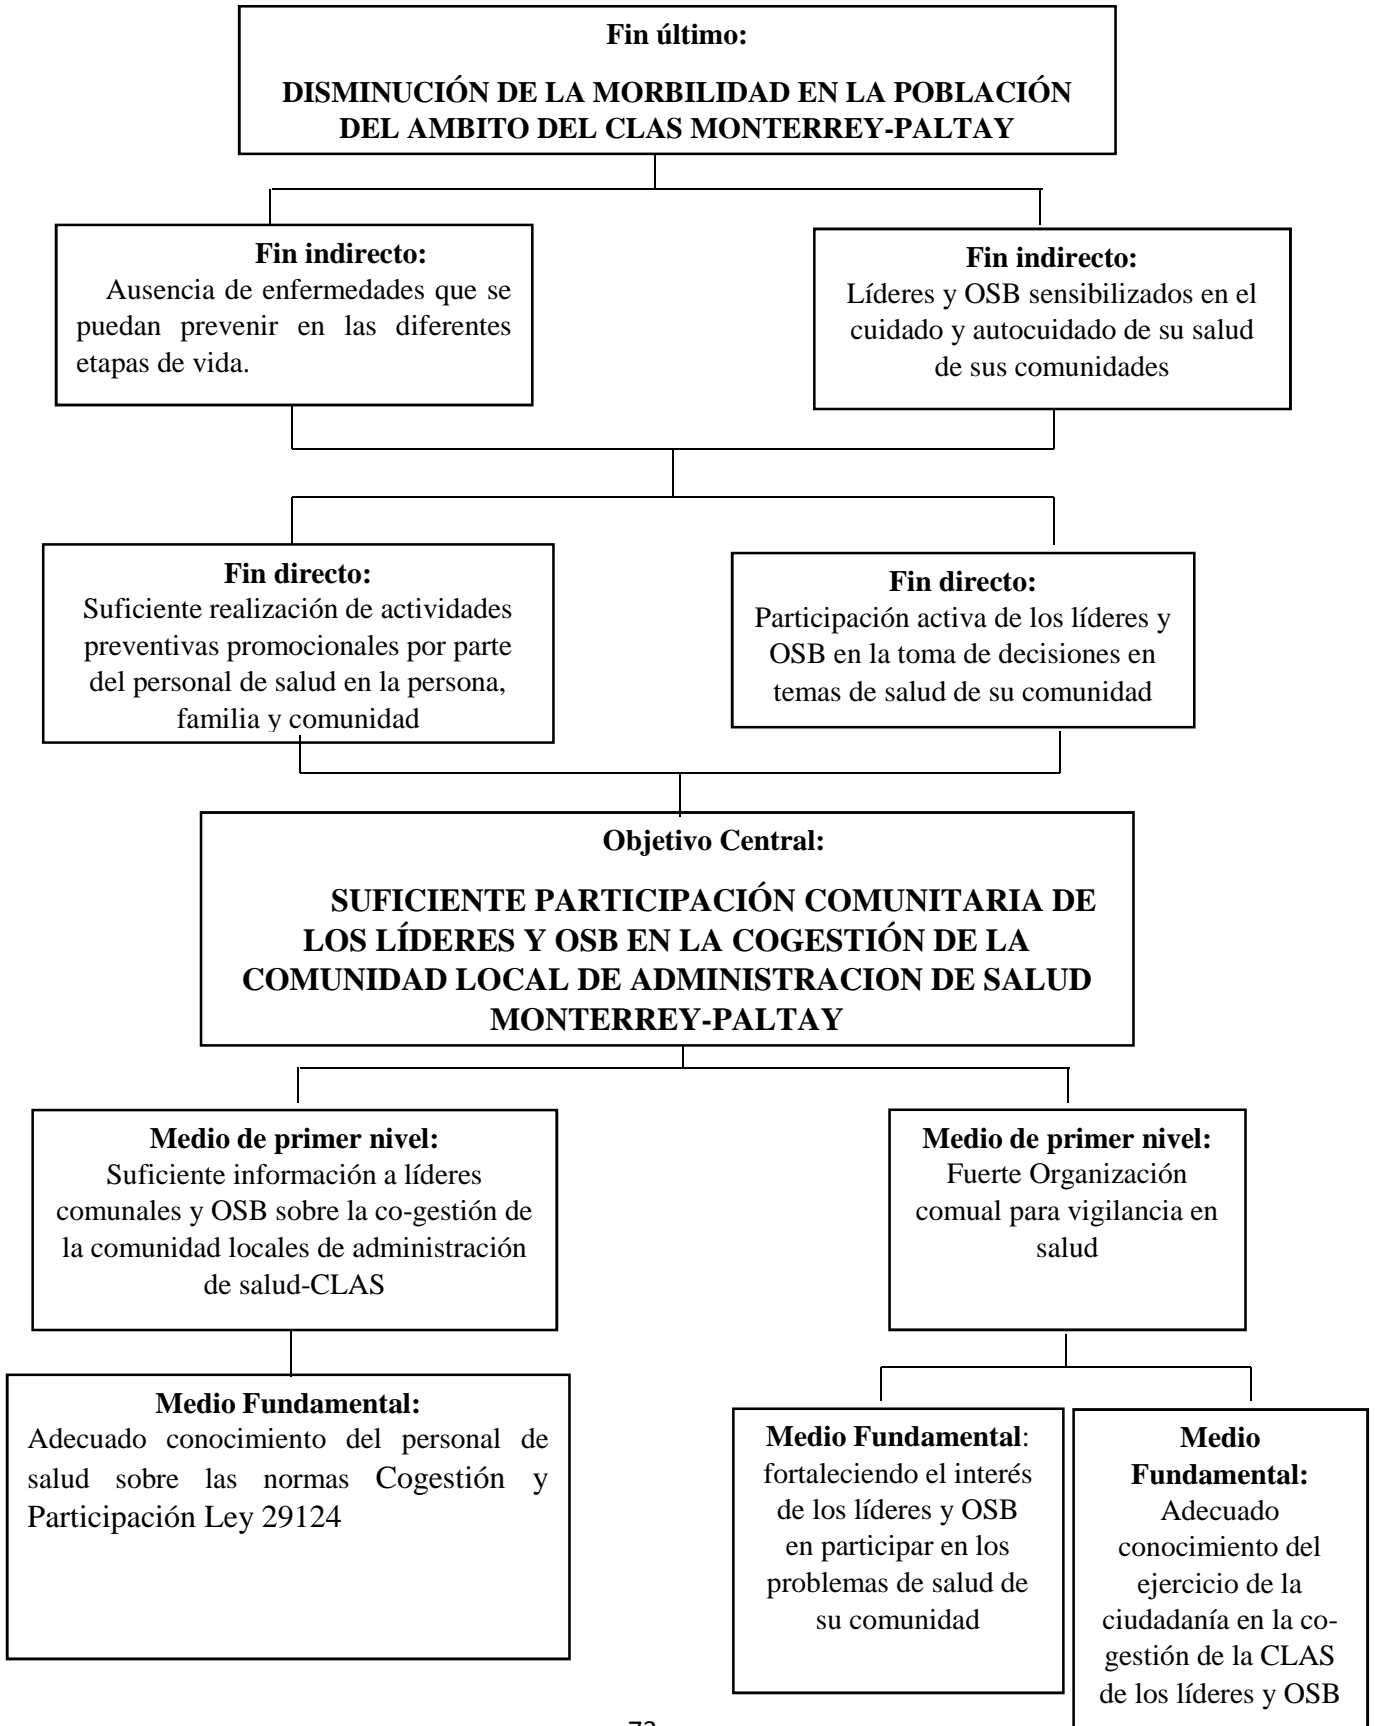 Fin último:
DISMINUCIÓN DE LA MORBILIDAD EN LA POBLACIÓN
DEL AMBITO DEL CLAS MONTERREY-PALTAY
Fin indirecto:
Ausencia de enfermedades que se
puedan prevenir en las diferentes
etapas de vida.
Fin indirecto:
Líderes y OSB sensibilizados en el
cuidado y autocuidado de su salud
de sus comunidades
Fin directo:
Suficiente realización de actividades
preventivas promocionales por parte
del personal de salud en la persona,
familia y comunidad
Fin directo:
Participación activa de los líderes y
OSB en la toma de decisiones en
temas de salud de su comunidad
Objetivo Central:
SUFICIENTE PARTICIPACIÓN COMUNITARIA DE
LOS LÍDERES Y OSB EN LA COGESTIÓN DE LA
COMUNIDAD LOCAL DE ADMINISTRACION DE SALUD
MONTERREY-PALTAY
Medio de primer nivel:
Suficiente información a líderes
comunales y OSB sobre la co-gestión de
la comunidad locales de administración
de salud-CLAS
Medio de primer nivel:
Fuerte Organización
comual para vigilancia en
salud
Medio Fundamental:
Adecuado conocimiento del personal de
salud sobre las normas Cogestión y
Participación Ley 29124
Medio Fundamental:
fortaleciendo el interés
de los líderes y OSB
en participar en los
problemas de salud de
su comunidad
Medio
Fundamental:
Adecuado
conocimiento del
ejercicio de la
ciudadanía en la co-
gestión de la CLAS
de los líderes y OSB